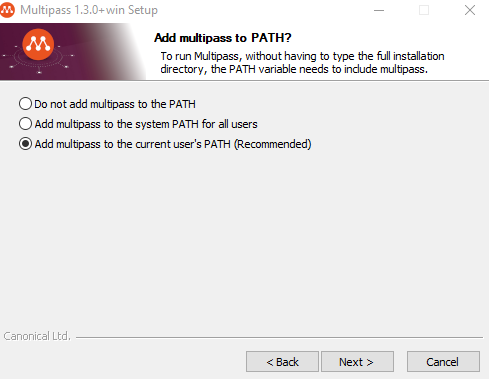 Multipass 1.3.0+win Setup
Add multipass to PATH?
To run Multipass, without having to type the full installation
directory, the PATH variable needs to include multipass.
Do not add multipass to the PATH
Add multipass to the system PATH for all users
Add multipass to the current user's PATH (Recommended)
Canonical Ltd.
< Back
Next >
Cancel